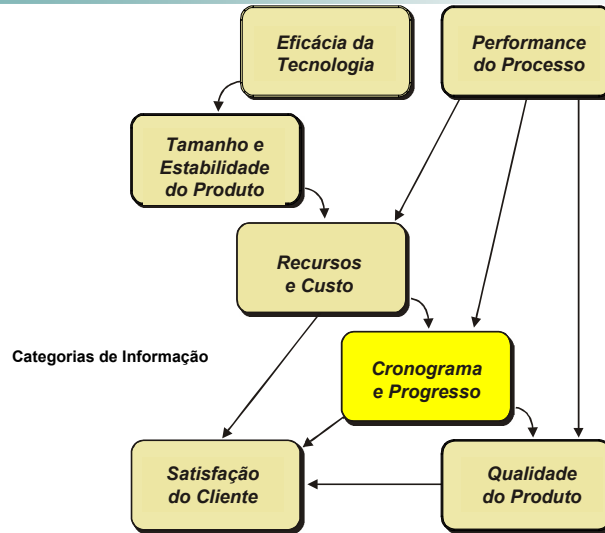 Eficácia da
Tecnologia
Performance
do Processo
Tamanho e
Estabilidade
do Produto
Recursos
e Custo
Categorias de Informação
Cronograma
e Progresso
Satisfação
do Cliente
Qualidade
do Produto